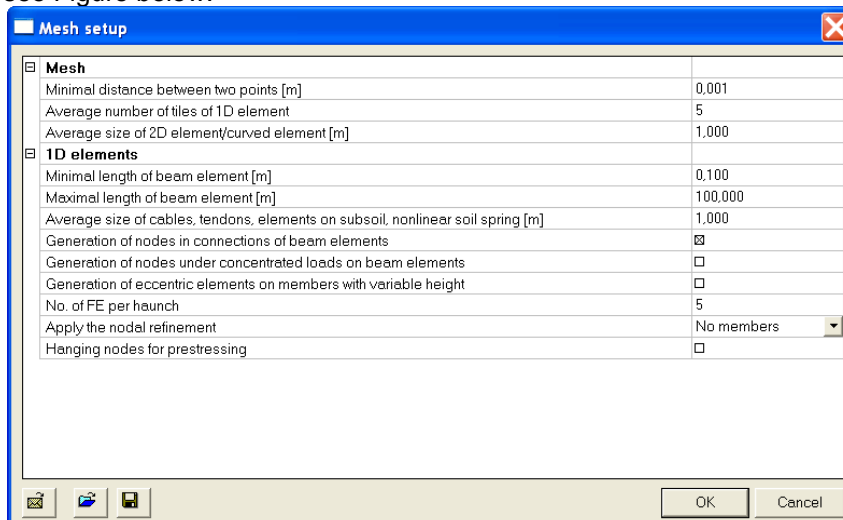 see Figure below.
Mesh setup
Mesh
Minimal distance between two points [m] 0,001
Average number of tiles of 1D element 5
Average size of 2D element/curved element [m] 1,000
1D elements
Minimal length of beam element [m] 0,100
Maximal length of beam element [m] 100,000
Average size of cables, tendons, elements on subsoil, nonlinear soil spring [m] 1,000
Generation of nodes in connections of beam elements
Generation of nodes under concentrated loads on beam elements
Generation of eccentric elements on members with variable height
No. of FE per haunch 5
Apply the nodal refinement No members
Hanging nodes for prestressing
OK Cancel